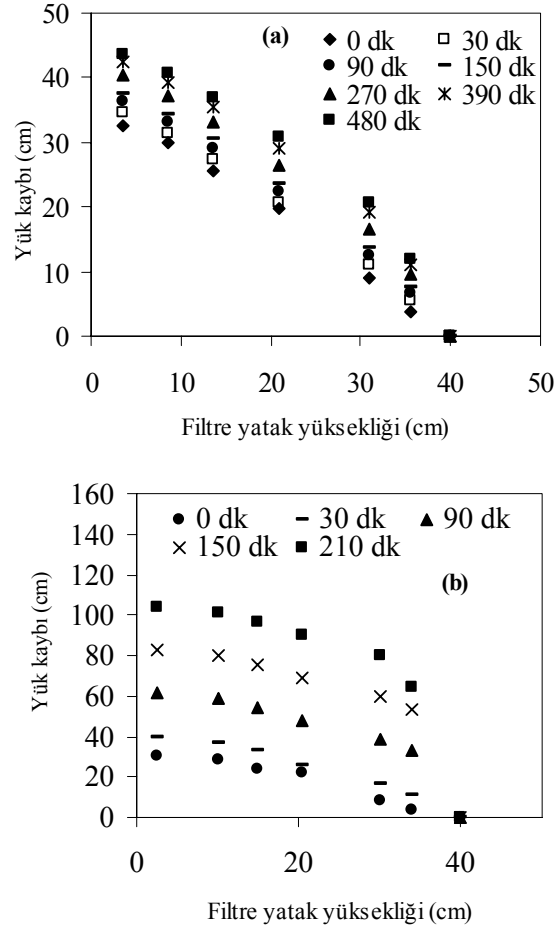 (a)
0 dk 30 dk
90 dk 150 dk
270 dk 390 dk
480 dk
50
40
30
20
10
0
Yük kaybı (cm)
0 10 20 30 40 50
Filtre yatak yüksekliği (cm)
0 dk 30 dk 90 dk
150 dk 210 dk
(b)
160
140
120
100
80
60
40
20
0
Yük kaybı (cm)
0 20 40
Filtre yatak yüksekliği (cm)